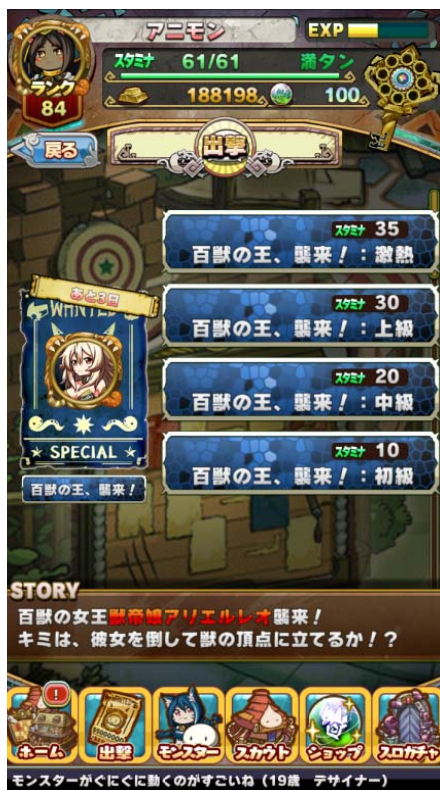 アニモン
EXP
ランク
84
スタミナ 61/61 満タン
188198
100
戻る
出撃
スタミナ 35
百獣の王、襲来!:激熱
スタミナ 30
百獣の王、襲来!:上級
スタミナ 20
百獣の王、襲来!:中級
スタミナ 10
百獣の王、襲来!:初級
あと3日
WANTED
SPECIAL
百獣の王、襲来!
STORY
百獣の女王獣帝嬢アリエルレオ襲来!
キミは、彼女を倒して獣の頂点に立てるか!?
ホーム
出撃
モンスター
スカウト
ショップ
スロガチャ
モンスターがぐにぐに動くのがすごいね(19歳 デザイナー)